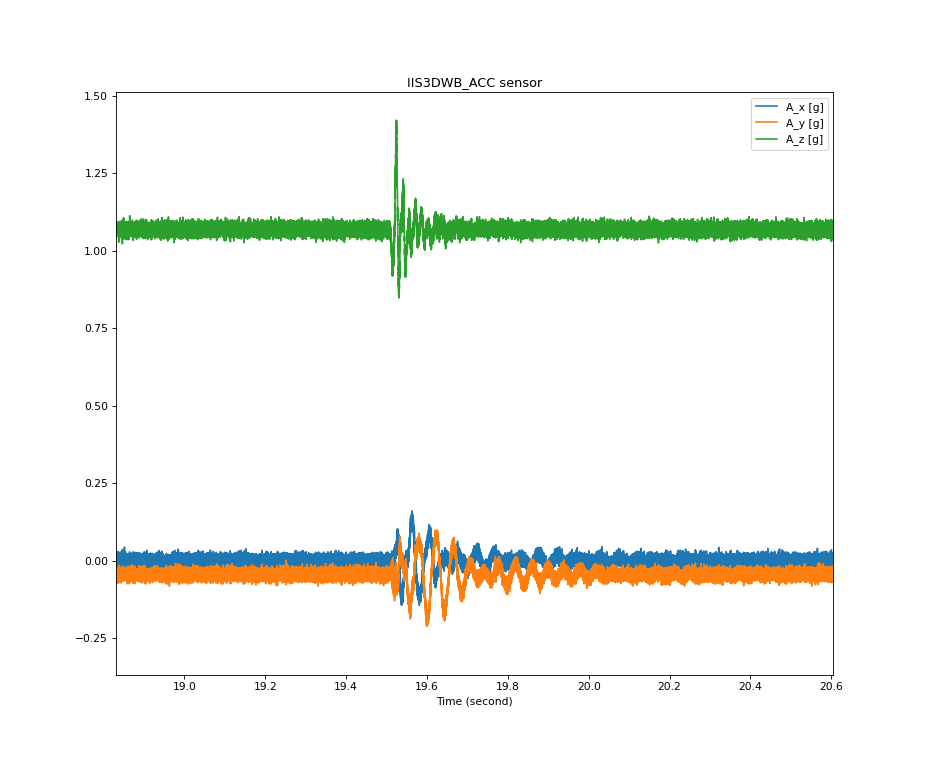 IIS3DWB_ACC sensor
A_x [g]
A_y [g]
A_z [g]
1.50
1.25
1.00
0.75
0.50
0.25
0.00
−0.25
19.0 19.2 19.4 19.6 19.8 20.0 20.2 20.4 20.6
Time (second)